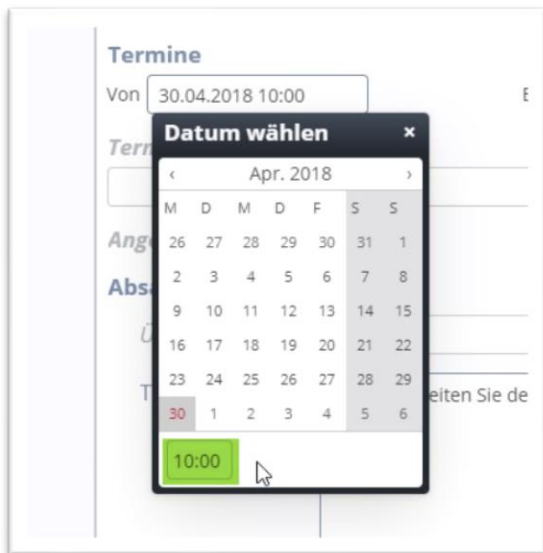 Termine
Von 30.04.2018 10:00
Datum wählen ×
‹ Apr. 2018 ›
M D M D F S S
26 27 28 29 30 31 1
2 3 4 5 6 7 8
9 10 11 12 13 14 15
16 17 18 19 20 21 22
23 24 25 26 27 28 29
30 1 2 3 4 5 6
10:00
eiten Sie de